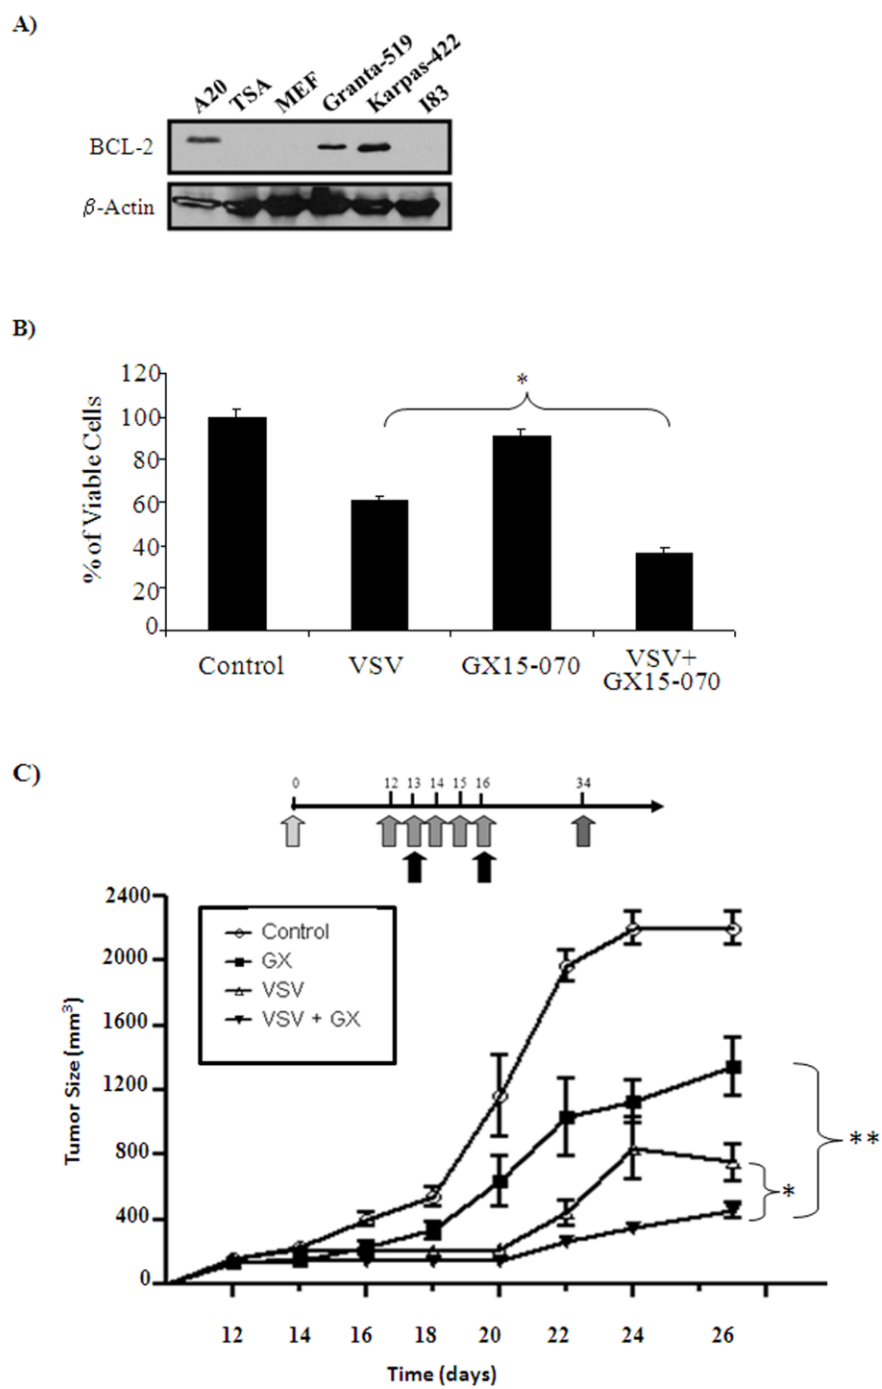 A)
A20 TSA MEF Granta-519 Karpas-422 I83
BCL-2
β-Actin
B)
% of Viable Cells
120
100
80
60
40
20
0
*
Control VSV GX15-070 VSV+
GX15-070
C)
0 12 13 14 15 16 34
Tumor Size (mm³)
2400
2000
1600
1200
800
400
0
Control
GX
VSV
VSV + GX
**
*
12 14 16 18 20 22 24 26
Time (days)